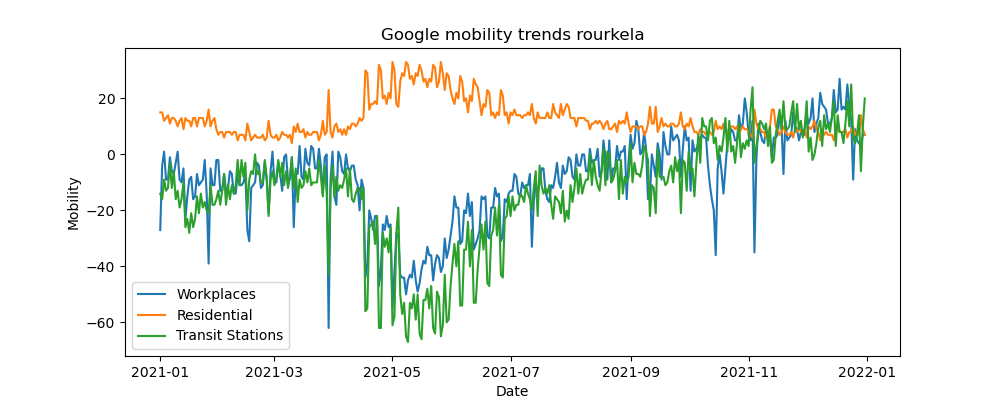 Google mobility trends rourkela
Mobility
20
0
−20
−40
−60
Workplaces
Residential
Transit Stations
2021-01 2021-03 2021-05 2021-07 2021-09 2021-11 2022-01
Date